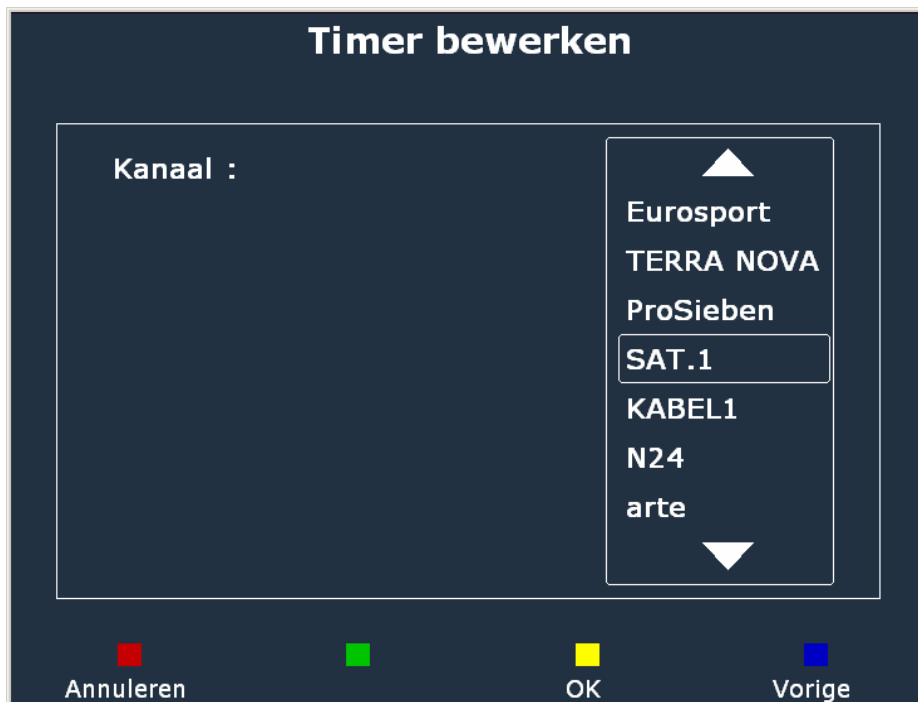 Timer bewerken
Kanaal :
Eurosport
TERRA NOVA
ProSieben
SAT.1
KABEL1
N24
arte
Annuleren
OK
Vorige